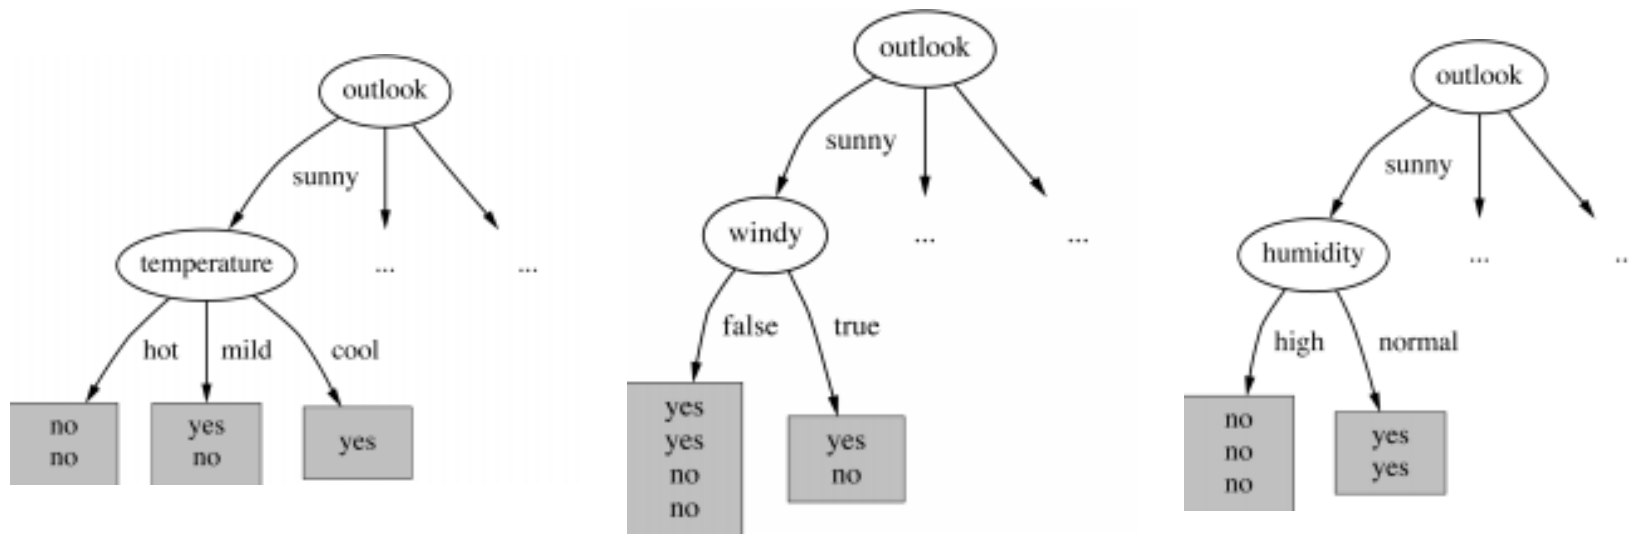 outlook
sunny
temperature
...
...
hot
mild
cool
no
no
yes
no
yes
outlook
sunny
windy
...
...
false
true
yes
yes
no
no
yes
no
outlook
sunny
humidity
...
..
high
normal
no
no
no
yes
yes